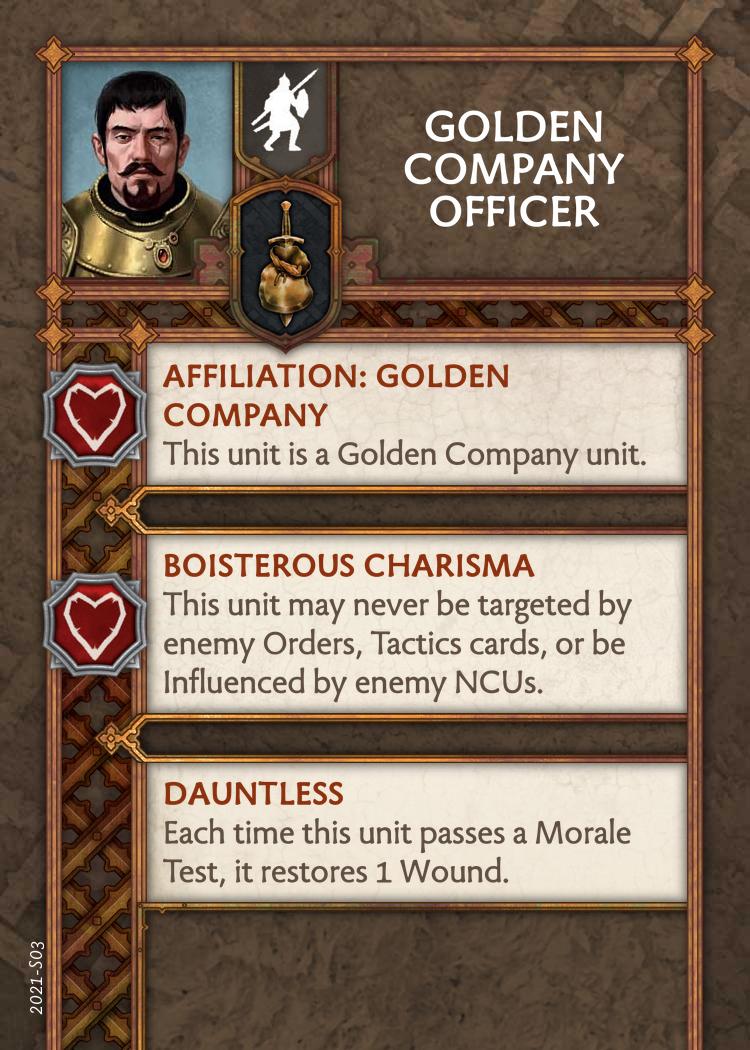 GOLDEN
COMPANY
OFFICER
AFFILIATION: GOLDEN
COMPANY
This unit is a Golden Company unit.
BOISTEROUS CHARISMA
This unit may never be targeted by
enemy Orders, Tactics cards, or be
Influenced by enemy NCUs.
DAUNTLESS
Each time this unit passes a Morale
Test, it restores 1 Wound.
2021-S03